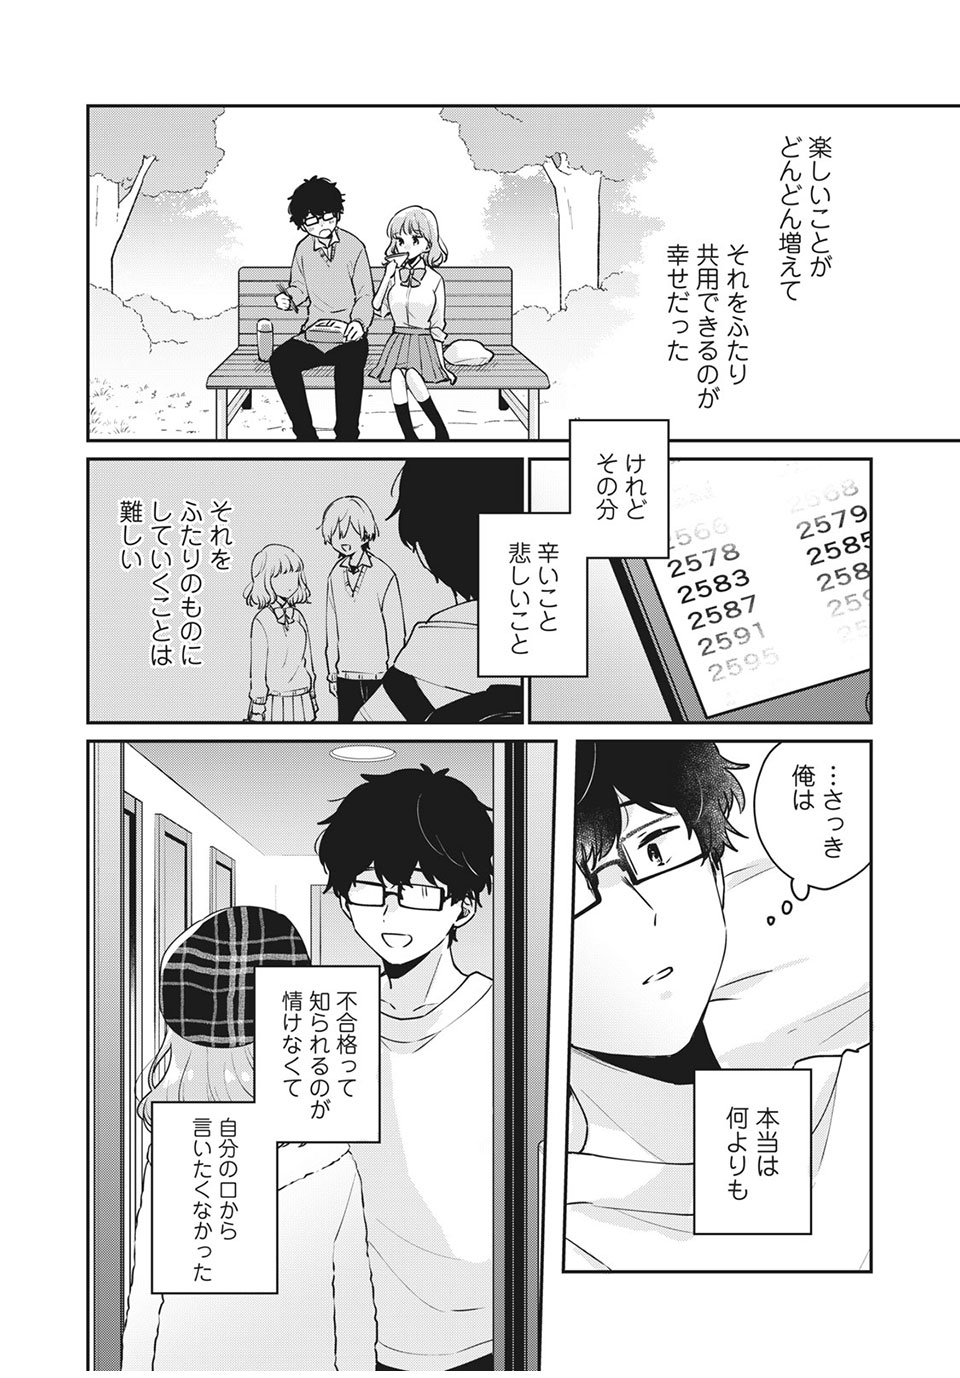 楽しいことが
どんどん増えて
それをふたり
共用できるのが
幸せだった
けれど
その分
辛いこと
悲しいこと
2568
2579
2585
2566
2578
2583
2587
2591
2595
それを
ふたりのものに
していくことは
難しい
…さっき
俺は
本当は
何よりも
不合格って
知られるのが
情けなくて
自分の口から
言いたくなかった